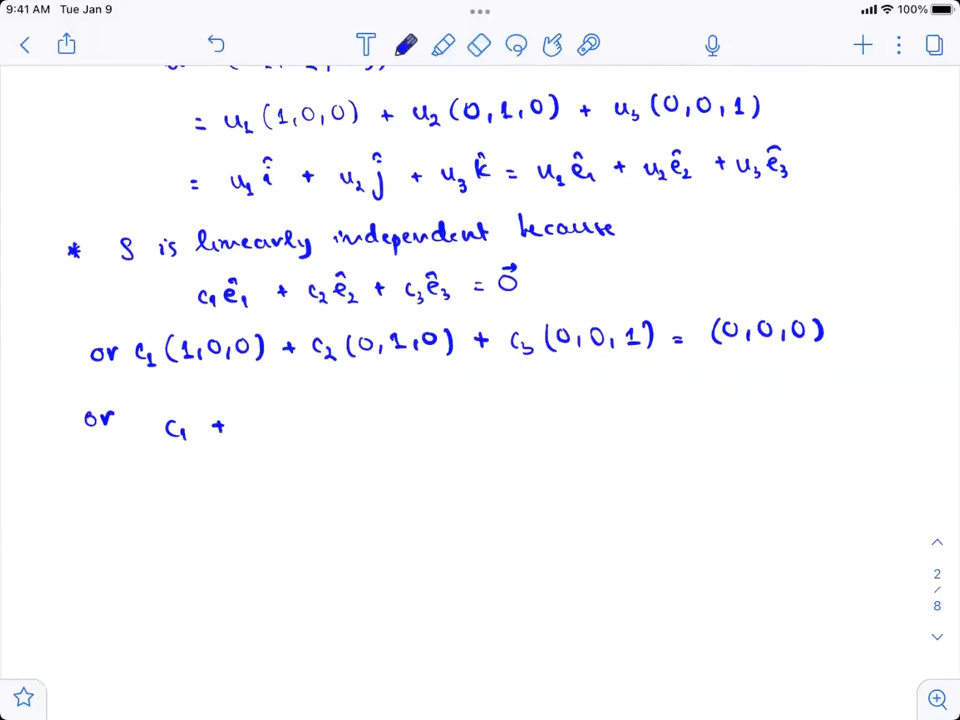 9:41 AM Tue Jan 9
100%
T
= u₁(1,0,0) + u₂(0,1,0) + u₃(0,0,1)
= u₁î + u₂ĵ + u₃k̂ = u₁ê₁ + u₂ê₂ + u₃ê₃
* S is linearly independent because
c₁ê₁ + c₂ê₂ + c₃ê₃ = 0⃗
or c₁(1,0,0) + c₂(0,1,0) + c₃(0,0,1) = (0,0,0)
or c₁ +
2
/
8